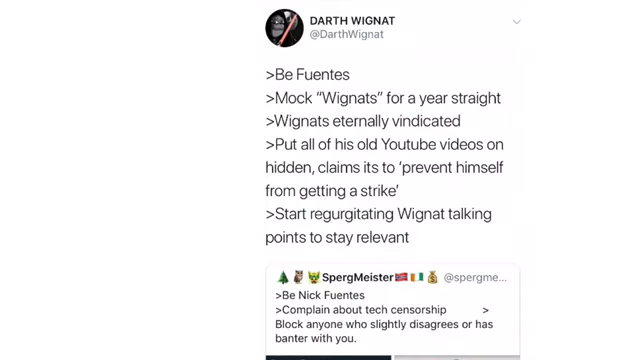 DARTH WIGNAT
@DarthWignat
>Be Fuentes
>Mock “Wignats” for a year straight
>Wignats eternally vindicated
>Put all of his old Youtube videos on
hidden, claims its to ‘prevent himself
from getting a strike’
>Start regurgitating Wignat talking
points to stay relevant
SpergMeister @spergme...
>Be Nick Fuentes
>Complain about tech censorship >
Block anyone who slightly disagrees or has
banter with you.